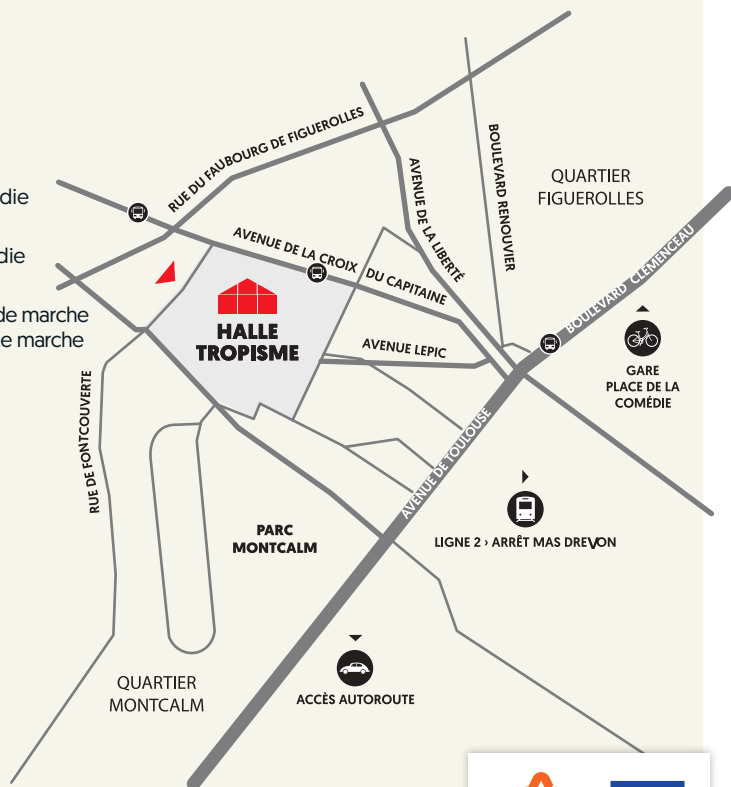 RUE DU FAUBOURG DE FIGUEROLLES
BOULEVARD RENOUVIER
QUARTIER
FIGUEROLLES
AVENUE DE LA LIBERTÉ
die
die
de marche
e marche
AVENUE DE LA CROIX DU CAPITAINE
BOULEVARD CLEMENCEAU
HALLE
TROPISME
AVENUE LEPIC
GARE
PLACE DE LA
COMÉDIE
RUE DE FONTCOUVERTE
AVENUE DE TOULOUSE
PARC
MONTCALM
LIGNE 2 › ARRÊT MAS DREVON
QUARTIER
MONTCALM
ACCÈS AUTOROUTE